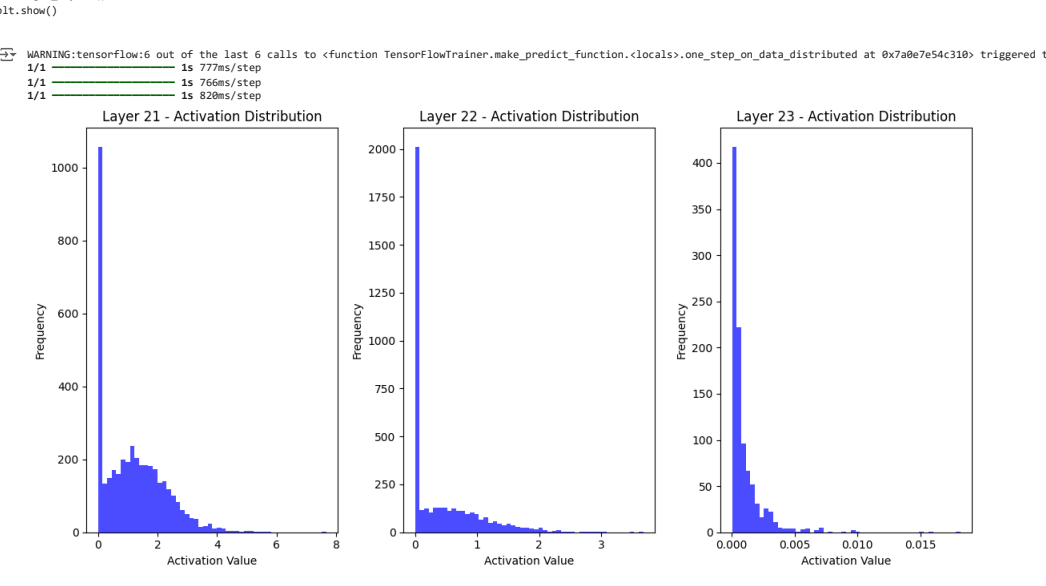 plt.show()
WARNING:tensorflow:6 out of the last 6 calls to <function TensorFlowTrainer.make_predict_function.<locals>.one_step_on_data_distributed at 0x7a0e7e54c310> triggered
1/1 1s 777ms/step
1/1 1s 766ms/step
1/1 1s 820ms/step
Layer 21 - Activation Distribution
Layer 22 - Activation Distribution
Layer 23 - Activation Distribution
1000
800
600
400
200
0
Frequency
0 2 4 6 8
Activation Value
2000
1750
1500
1250
1000
750
500
250
0
Frequency
0 1 2 3
Activation Value
400
350
300
250
200
150
100
50
0
Frequency
0.000 0.005 0.010 0.015
Activation Value